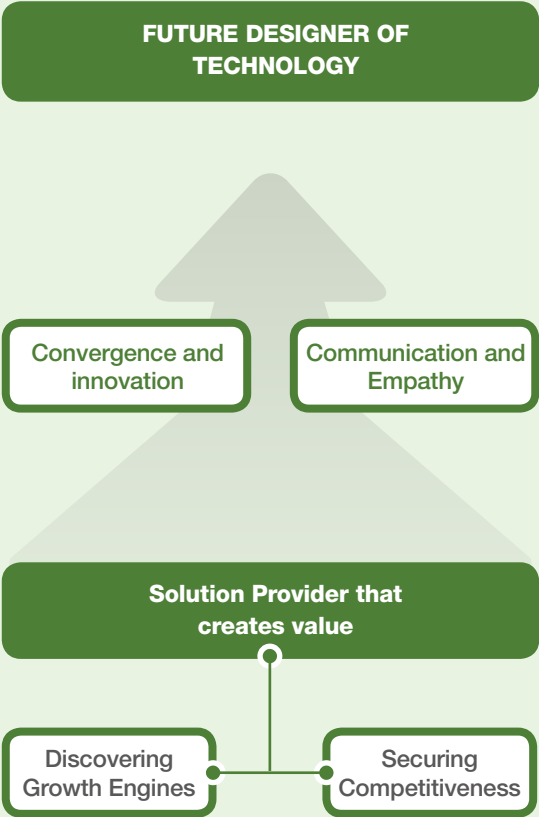 FUTURE DESIGNER OF
TECHNOLOGY
Convergence and
innovation
Communication and
Empathy
Solution Provider that
creates value
Discovering
Growth Engines
Securing
Competitiveness